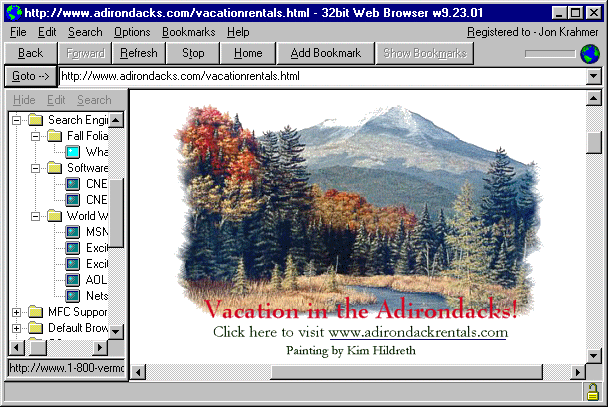 http://www.adirondacks.com/vacationrentals.html - 32bit Web Browser w9.23.01
File Edit Search Options Bookmarks Help Registered to - Jon Krahmer
Back Forward Refresh Stop Home Add Bookmark Show Bookmarks
Goto --> http://www.adirondacks.com/vacationrentals.html
Hide Edit Search
Search Engin
Fall Folia
Wha
Software
CNE
CNE
World W
MSN
Excit
Excit
AOL
Nets
MFC Suppor
Default Brow
http://www.1-800-vermo
Vacation in the Adirondacks!
Click here to visit www.adirondackrentals.com
Painting by Kim Hildreth